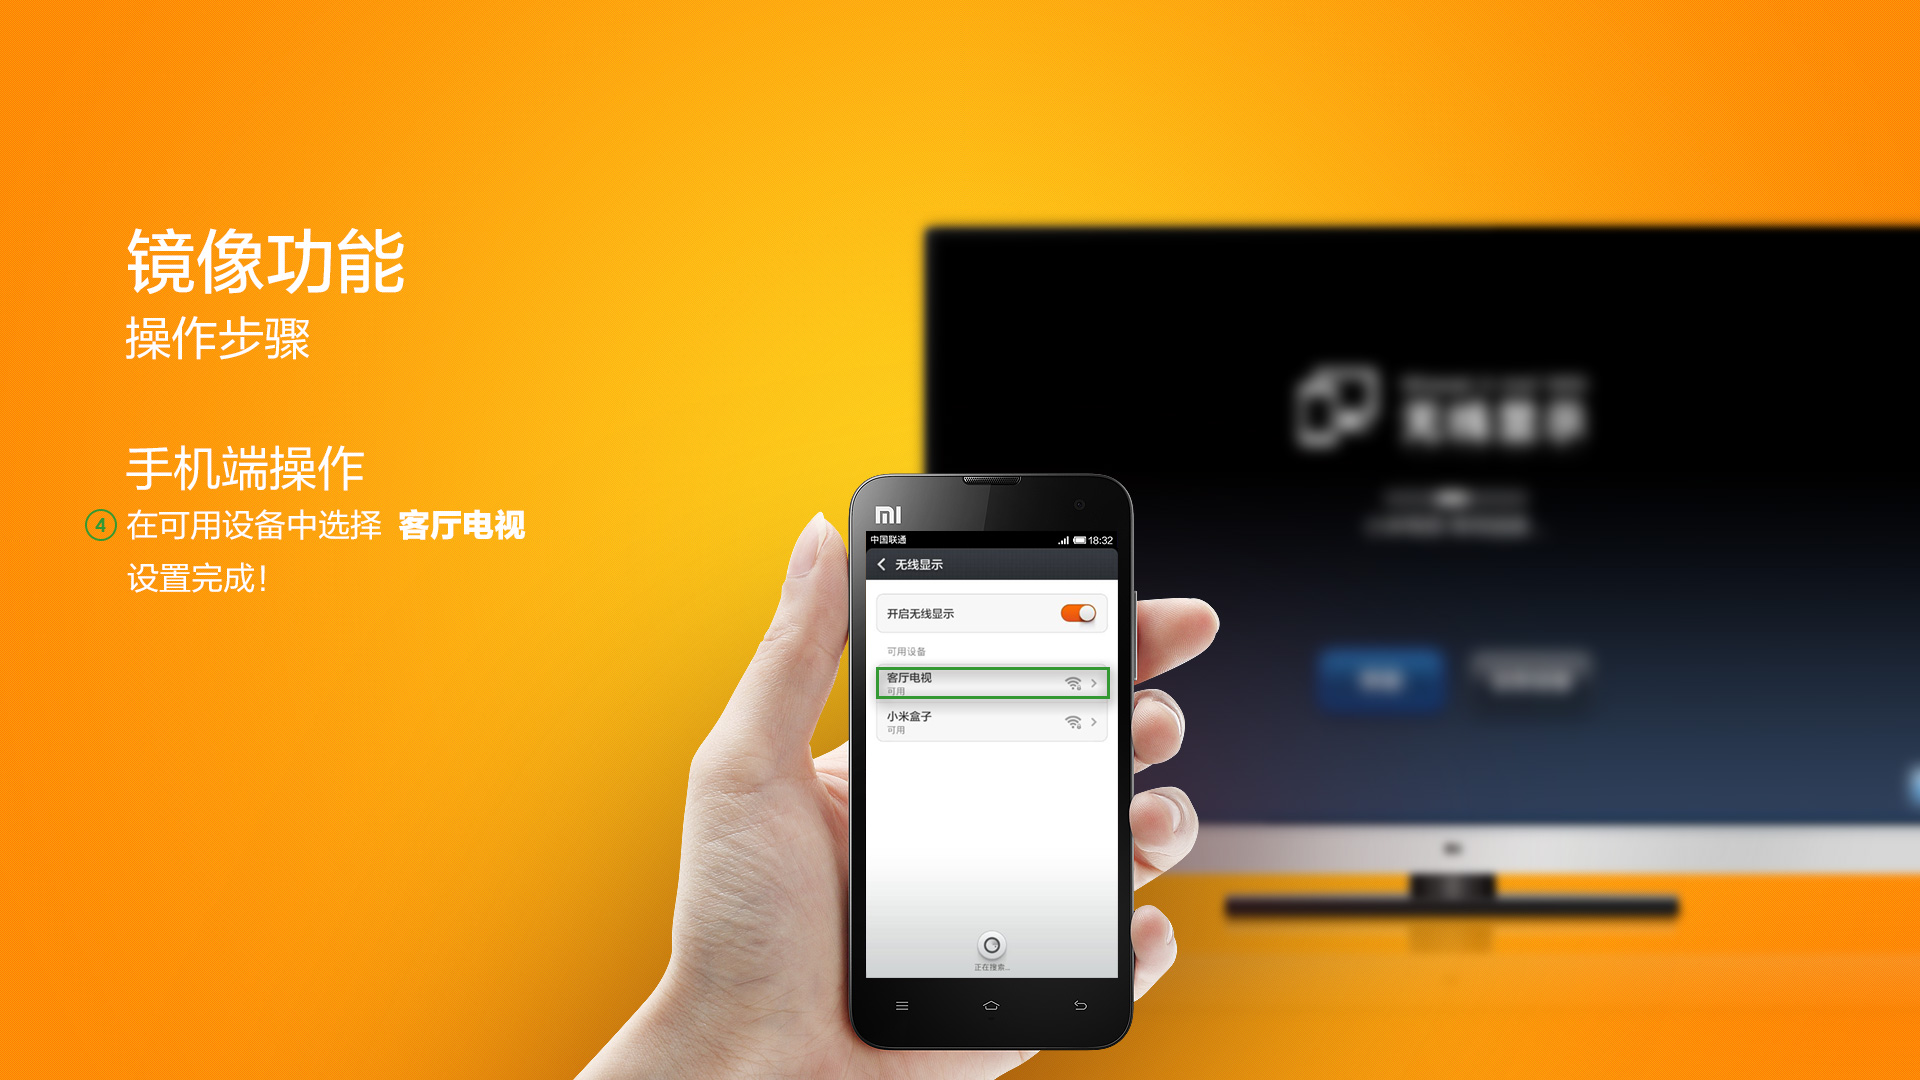 镜像功能
操作步骤
手机端操作
④ 在可用设备中选择 客厅电视
设置完成！
MI
中国联通 18:32
无线显示
开启无线显示
可用设备
客厅电视
可用
小米盒子
可用
正在搜索...
无线显示